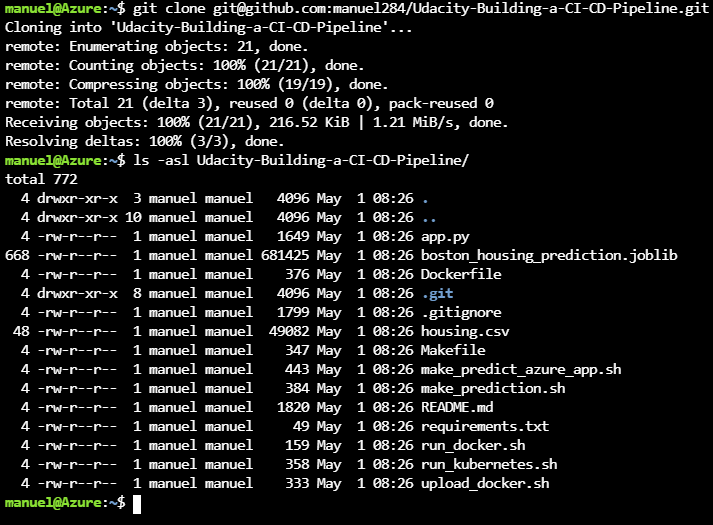 manuel@Azure:~$ git clone git@github.com:manuel284/Udacity-Building-a-CI-CD-Pipeline.git
Cloning into 'Udacity-Building-a-CI-CD-Pipeline'...
remote: Enumerating objects: 21, done.
remote: Counting objects: 100% (21/21), done.
remote: Compressing objects: 100% (19/19), done.
remote: Total 21 (delta 3), reused 0 (delta 0), pack-reused 0
Receiving objects: 100% (21/21), 216.52 KiB | 1.21 MiB/s, done.
Resolving deltas: 100% (3/3), done.
manuel@Azure:~$ ls -asl Udacity-Building-a-CI-CD-Pipeline/
total 772
  4 drwxr-xr-x  3 manuel manuel   4096 May  1 08:26 .
  4 drwxr-xr-x 10 manuel manuel   4096 May  1 08:26 ..
  4 -rw-r--r--  1 manuel manuel   1649 May  1 08:26 app.py
668 -rw-r--r--  1 manuel manuel 681425 May  1 08:26 boston_housing_prediction.joblib
  4 -rw-r--r--  1 manuel manuel    376 May  1 08:26 Dockerfile
  4 drwxr-xr-x  8 manuel manuel   4096 May  1 08:26 .git
  4 -rw-r--r--  1 manuel manuel   1799 May  1 08:26 .gitignore
 48 -rw-r--r--  1 manuel manuel  49082 May  1 08:26 housing.csv
  4 -rw-r--r--  1 manuel manuel    347 May  1 08:26 Makefile
  4 -rw-r--r--  1 manuel manuel    443 May  1 08:26 make_predict_azure_app.sh
  4 -rw-r--r--  1 manuel manuel    384 May  1 08:26 make_prediction.sh
  4 -rw-r--r--  1 manuel manuel   1820 May  1 08:26 README.md
  4 -rw-r--r--  1 manuel manuel     49 May  1 08:26 requirements.txt
  4 -rw-r--r--  1 manuel manuel    159 May  1 08:26 run_docker.sh
  4 -rw-r--r--  1 manuel manuel    358 May  1 08:26 run_kubernetes.sh
  4 -rw-r--r--  1 manuel manuel    333 May  1 08:26 upload_docker.sh
manuel@Azure:~$